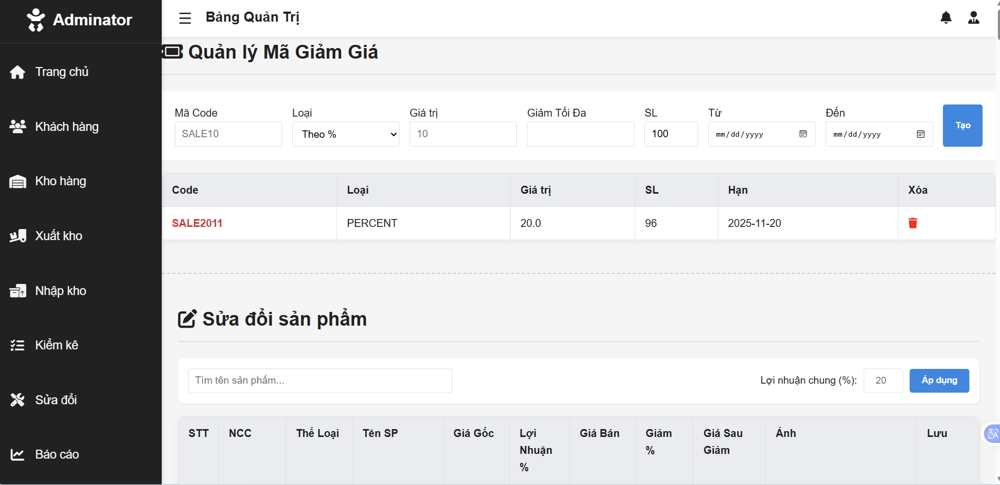 Adminator
Trang chủ
Khách hàng
Kho hàng
Xuất kho
Nhập kho
Kiểm kê
Sửa đổi
Báo cáo
Bảng Quản Trị
Quản lý Mã Giảm Giá
Mã Code Loại Giá trị Giảm Tối Đa SL Từ Đến
SALE10 Theo % 10 100 mm/dd/yyyy mm/dd/yyyy Tạo
Code Loại Giá trị SL Hạn Xóa
SALE2011 PERCENT 20.0 96 2025-11-20
Sửa đổi sản phẩm
Tìm tên sản phẩm... Lợi nhuận chung (%): 20 Áp dụng
STT NCC Thể Loại Tên SP Giá Gốc Lợi Giá Bán Giảm Giá Sau Ảnh Lưu
Nhuận % Giảm
%